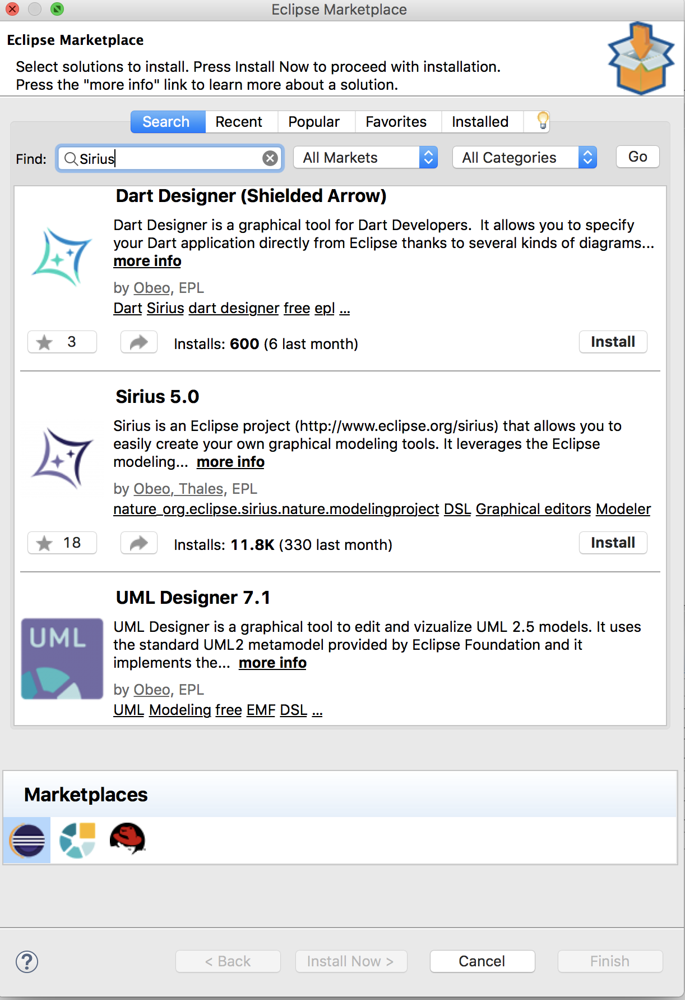 Eclipse Marketplace
Eclipse Marketplace
Select solutions to install. Press Install Now to proceed with installation.
Press the "more info" link to learn more about a solution.
Search Recent Popular Favorites Installed
Find: Sirius All Markets All Categories Go
Dart Designer (Shielded Arrow)
Dart Designer is a graphical tool for Dart Developers.  It allows you to specify
your Dart application directly from Eclipse thanks to several kinds of diagrams...
more info
by Obeo, EPL
Dart Sirius dart designer free epl ...
3 Installs: 600 (6 last month) Install
Sirius 5.0
Sirius is an Eclipse project (http://www.eclipse.org/sirius) that allows you to
easily create your own graphical modeling tools. It leverages the Eclipse
modeling... more info
by Obeo, Thales, EPL
nature_org.eclipse.sirius.nature.modelingproject DSL Graphical editors Modeler
18 Installs: 11.8K (330 last month) Install
UML Designer 7.1
UML
UML Designer is a graphical tool to edit and vizualize UML 2.5 models. It uses
the standard UML2 metamodel provided by Eclipse Foundation and it
implements the... more info
by Obeo, EPL
UML Modeling free EMF DSL ...
Marketplaces
? < Back Install Now > Cancel Finish